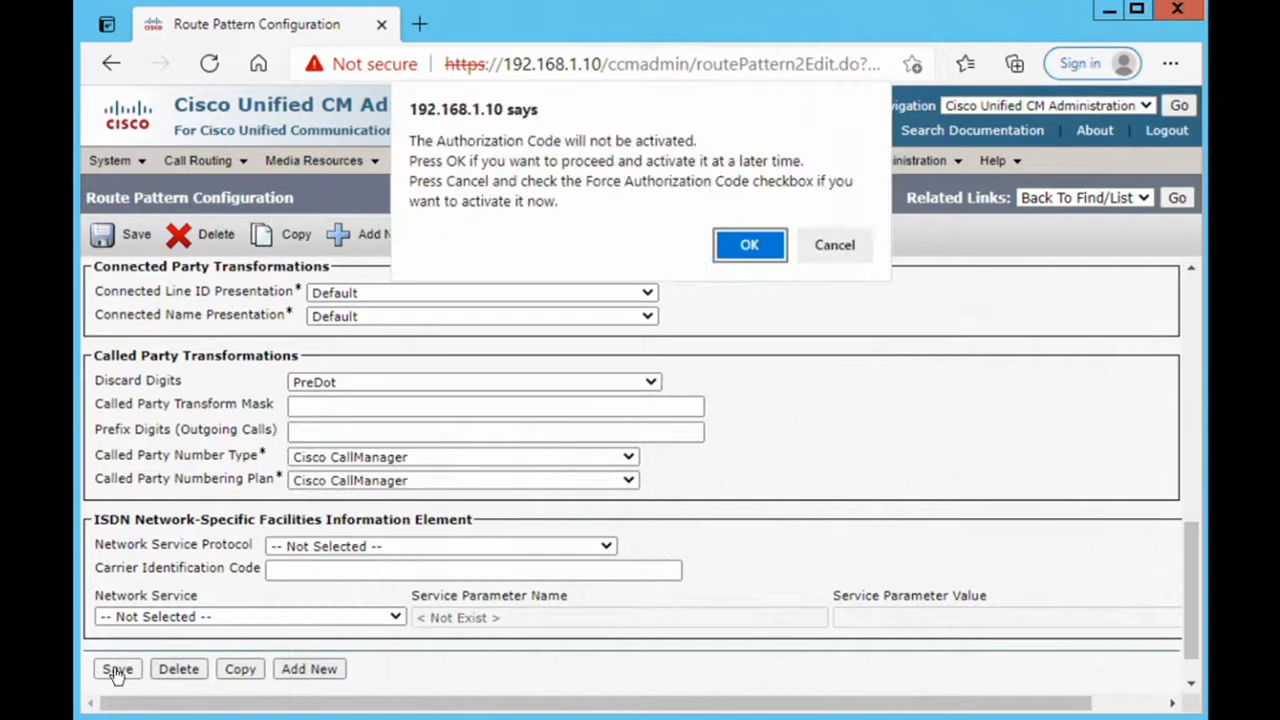 Route Pattern Configuration
Not secure https://192.168.1.10/ccmadmin/routePattern2Edit.do?... Sign in
CISCO
Cisco Unified CM Ad
For Cisco Unified Communication
vigation Cisco Unified CM Administration Go
Search Documentation About Logout
System Call Routing Media Resources ninistration Help
Route Pattern Configuration Related Links: Back To Find/List Go
Save Delete Copy Add N
192.168.1.10 says
The Authorization Code will not be activated.
Press OK if you want to proceed and activate it at a later time.
Press Cancel and check the Force Authorization Code checkbox if you
want to activate it now.
OK Cancel
Connected Party Transformations
Connected Line ID Presentation* Default
Connected Name Presentation* Default
Called Party Transformations
Discard Digits PreDot
Called Party Transform Mask
Prefix Digits (Outgoing Calls)
Called Party Number Type* Cisco CallManager
Called Party Numbering Plan* Cisco CallManager
ISDN Network-Specific Facilities Information Element
Network Service Protocol -- Not Selected --
Carrier Identification Code
Network Service Service Parameter Name Service Parameter Value
-- Not Selected -- < Not Exist >
Save Delete Copy Add New